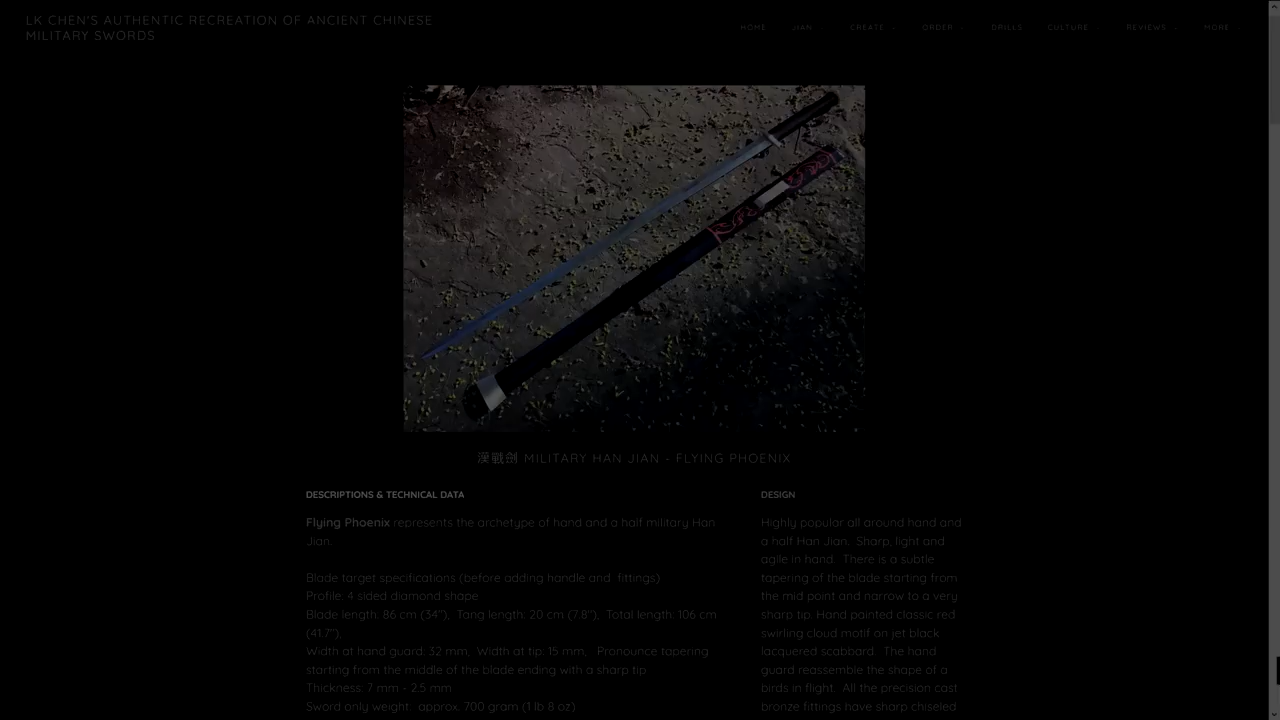 LK CHEN'S AUTHENTIC RECREATION OF ANCIENT CHINESE
MILITARY SWORDS
HOME JIAN CREATE ORDER DRILLS CULTURE REVIEWS MORE
漢戰劍 MILITARY HAN JIAN - FLYING PHOENIX
DESCRIPTIONS & TECHNICAL DATA
Flying Phoenix represents the archetype of hand and a half military Han
Jian.
Blade target specifications (before adding handle and fittings)
Profile: 4 sided diamond shape
Blade length: 86 cm (34"), Tang length: 20 cm (7.8"), Total length: 106 cm
(41.7"),
Width at hand guard: 32 mm, Width at tip: 15 mm. Pronounce tapering
starting from the middle of the blade ending with a sharp tip
Thickness: 7 mm - 2.5 mm
Sword only weight: approx. 700 gram (1 lb 8 oz)
DESIGN
Highly popular all around hand and
a half Han Jian. Sharp, light and
agile in hand. There is a subtle
tapering of the blade starting from
the mid point and narrow to a very
sharp tip. Hand painted classic red
swirling cloud motif on jet black
lacquered scabbard. The hand
guard reassemble the shape of a
birds in flight. All the precision cast
bronze fittings have sharp chiseled